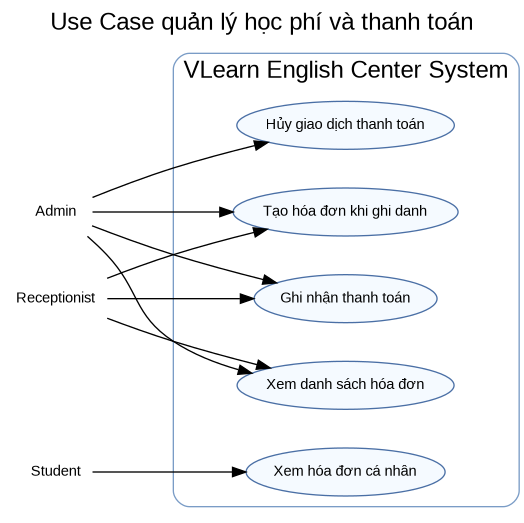 Use Case quản lý học phí và thanh toán
VLearn English Center System
Hủy giao dịch thanh toán
Admin
Tạo hóa đơn khi ghi danh
Receptionist
Ghi nhân thanh toán
Xem danh sách hóa đơn
Student
Xem hóa đơn cá nhân